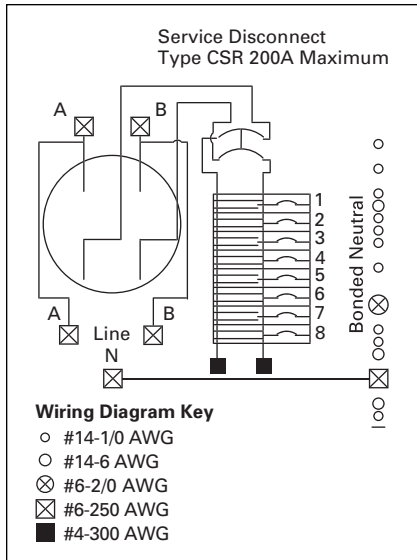 Service Disconnect
Type CSR 200A Maximum
A
B
1
2
3
4
5
6
7
8
Bonded Neutral
A
B
Line
N
Wiring Diagram Key
#14-1/0 AWG
#14-6 AWG
#6-2/0 AWG
#6-250 AWG
#4-300 AWG